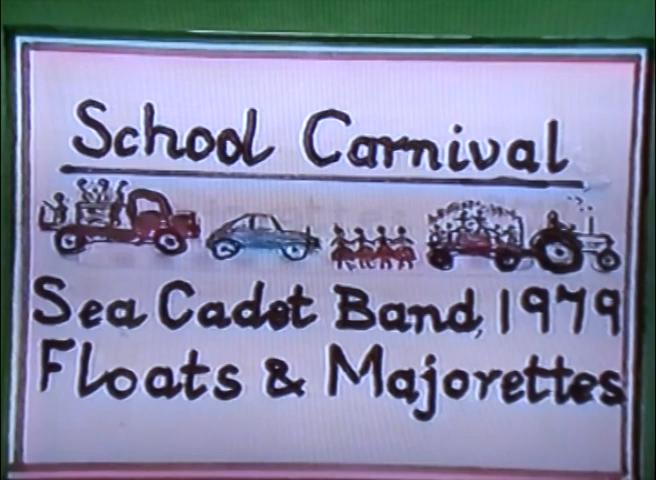 School Carnival
Sea Cadet Band, 1979
Floats & Majorettes